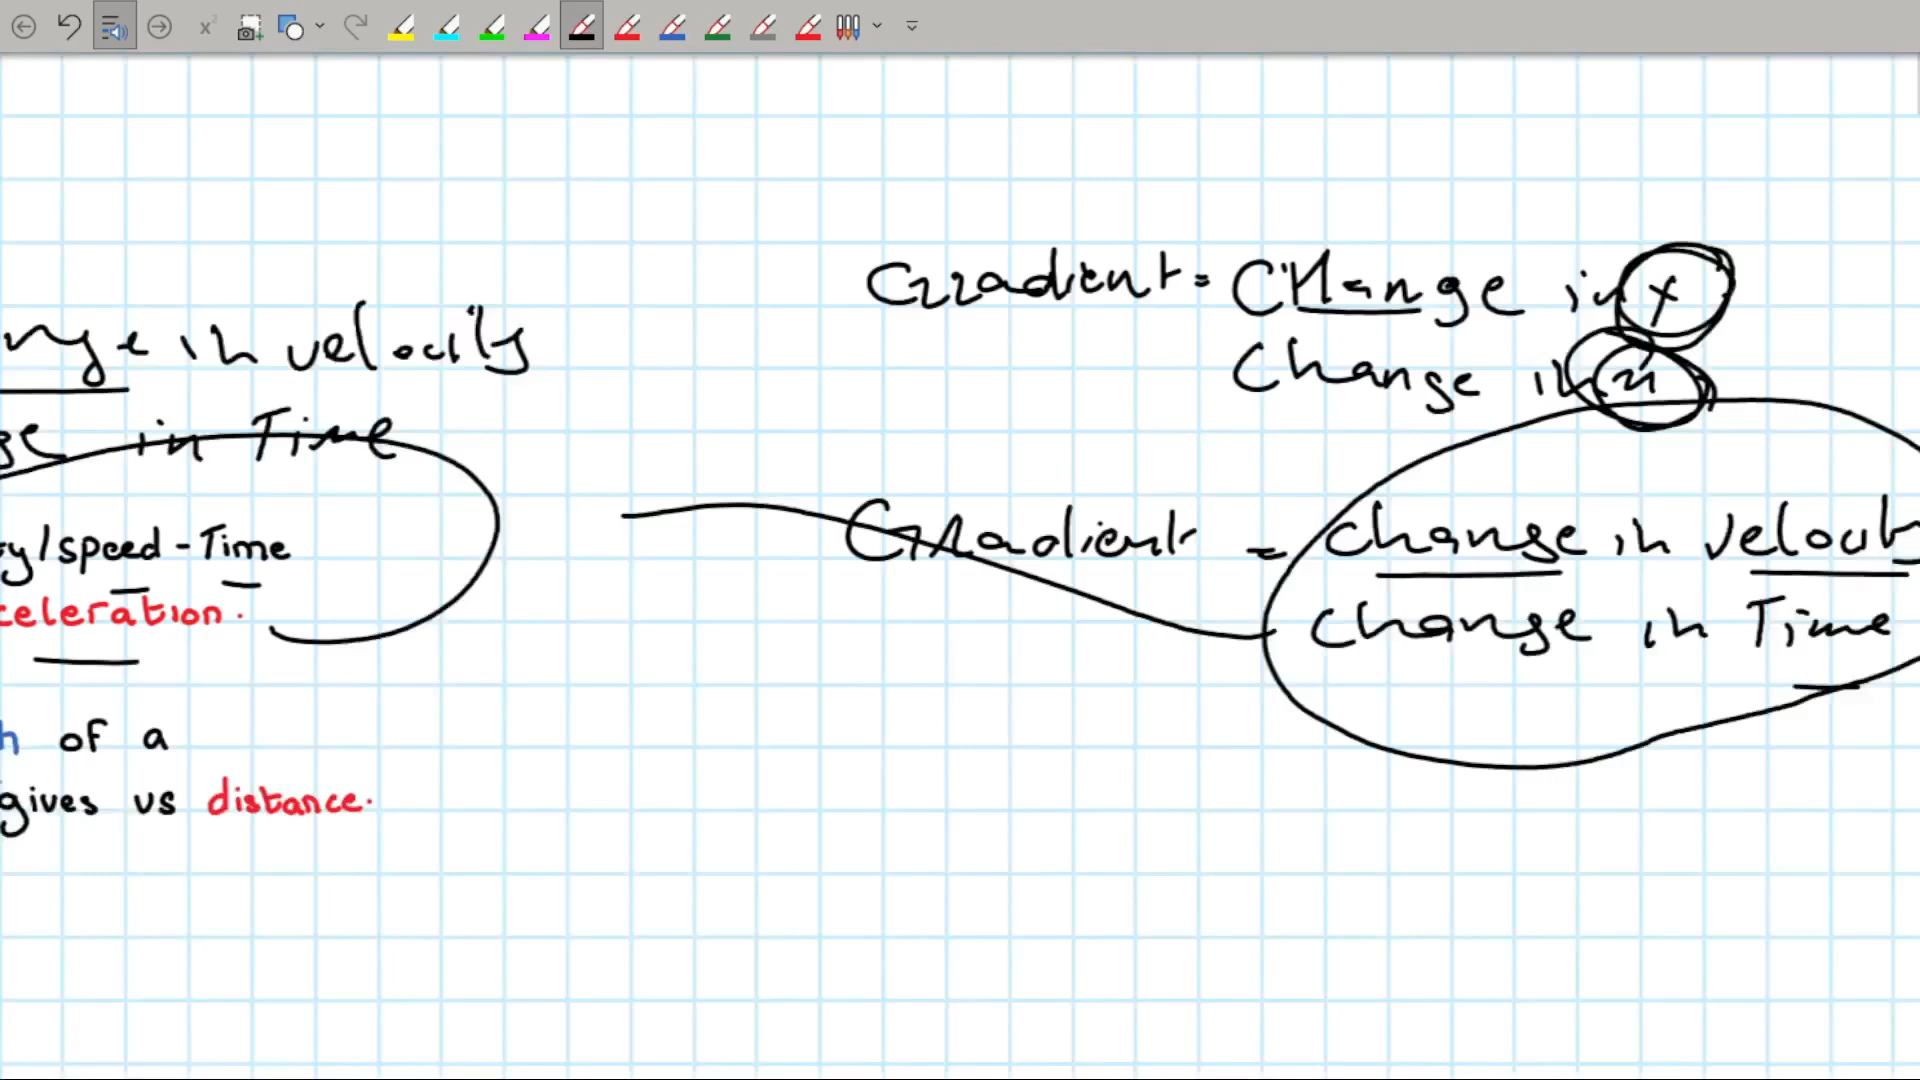 Gradient = Change in y
Change in x
nge in velocity
ge in Time
y/speed-Time
celeration.
h of a
gives us distance.
Gradient = change in velocity
change in Time